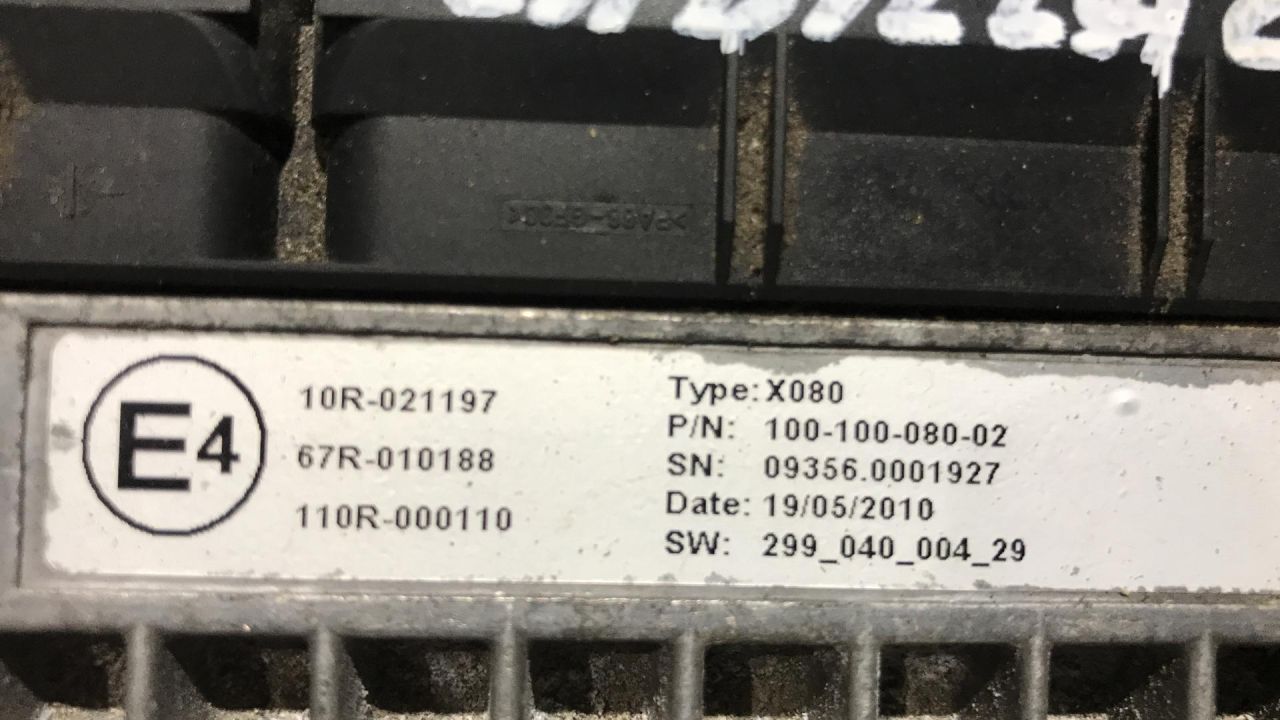 E4
10R-021197
67R-010188
110R-000110
Type: X080
P/N: 100-100-080-02
SN: 09356.0001927
Date: 19/05/2010
SW: 299_040_004_29